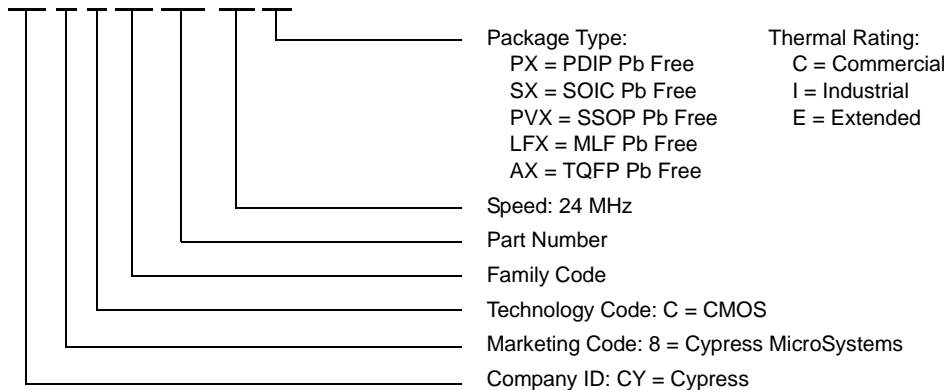 Package Type:
PX = PDIP Pb Free
SX = SOIC Pb Free
PVX = SSOP Pb Free
LFX = MLF Pb Free
AX = TQFP Pb Free
Thermal Rating:
C = Commercial
I = Industrial
E = Extended
Speed: 24 MHz
Part Number
Family Code
Technology Code: C = CMOS
Marketing Code: 8 = Cypress MicroSystems
Company ID: CY = Cypress